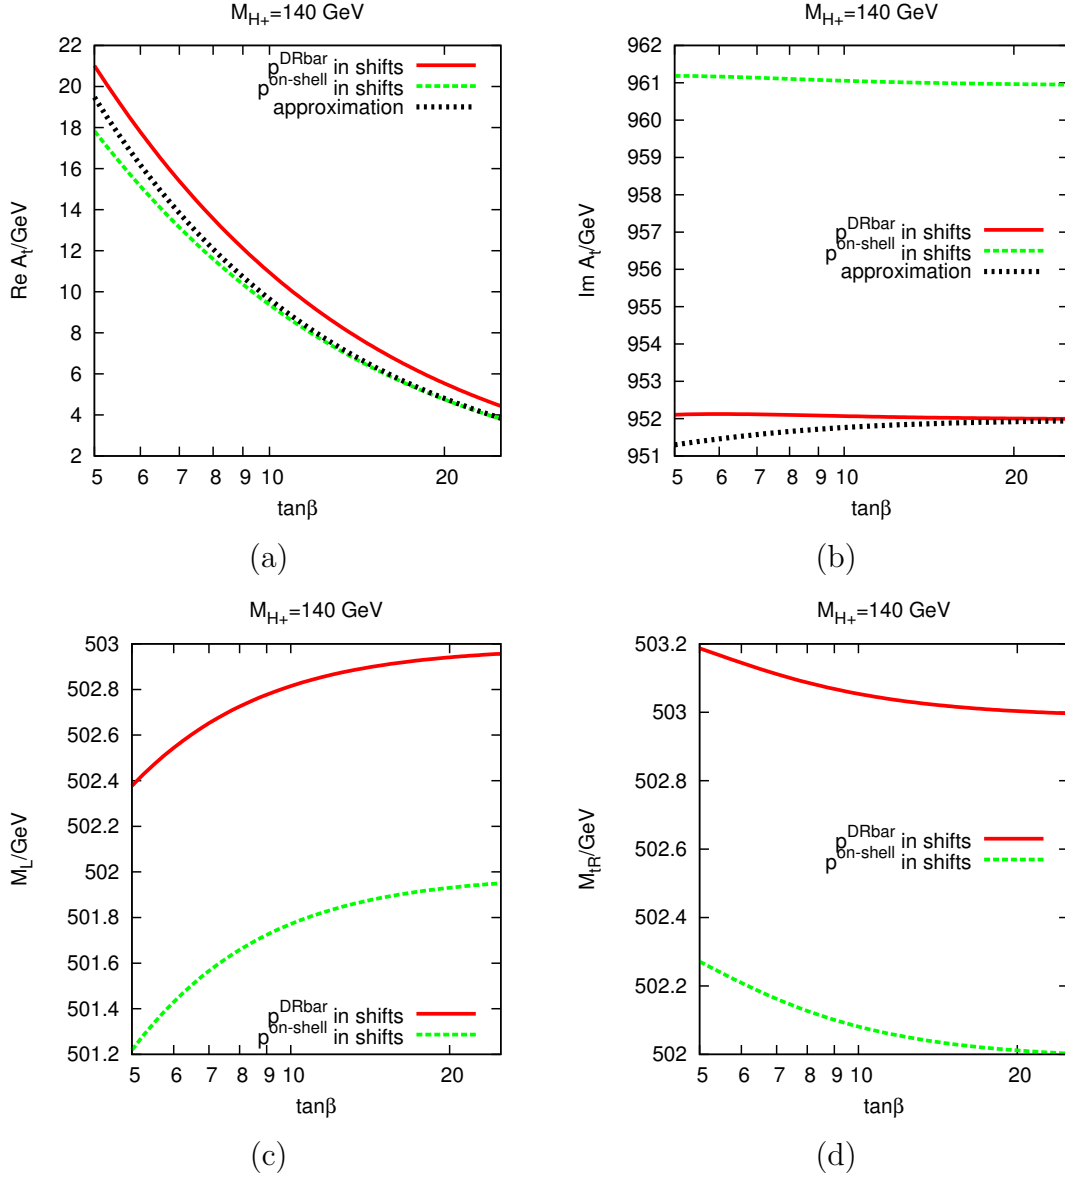 M_H+=140 GeV
22
20
18
16
14
12
10
8
6
4
2
Re A_t/GeV
p^DRbar in shifts
p^on-shell in shifts
approximation
5 6 7 8 9 10 20
tanβ
(a)
M_H+=140 GeV
962
961
960
959
958
957
956
955
954
953
952
951
Im A_t/GeV
p^DRbar in shifts
p^on-shell in shifts
approximation
5 6 7 8 9 10 20
tanβ
(b)
M_H+=140 GeV
503
502.8
502.6
502.4
502.2
502
501.8
501.6
501.4
501.2
M_L/GeV
p^DRbar in shifts
p^on-shell in shifts
5 6 7 8 9 10 20
tanβ
(c)
M_H+=140 GeV
503.2
503
502.8
502.6
502.4
502.2
502
M_tR/GeV
p^DRbar in shifts
p^on-shell in shifts
5 6 7 8 9 10 20
tanβ
(d)